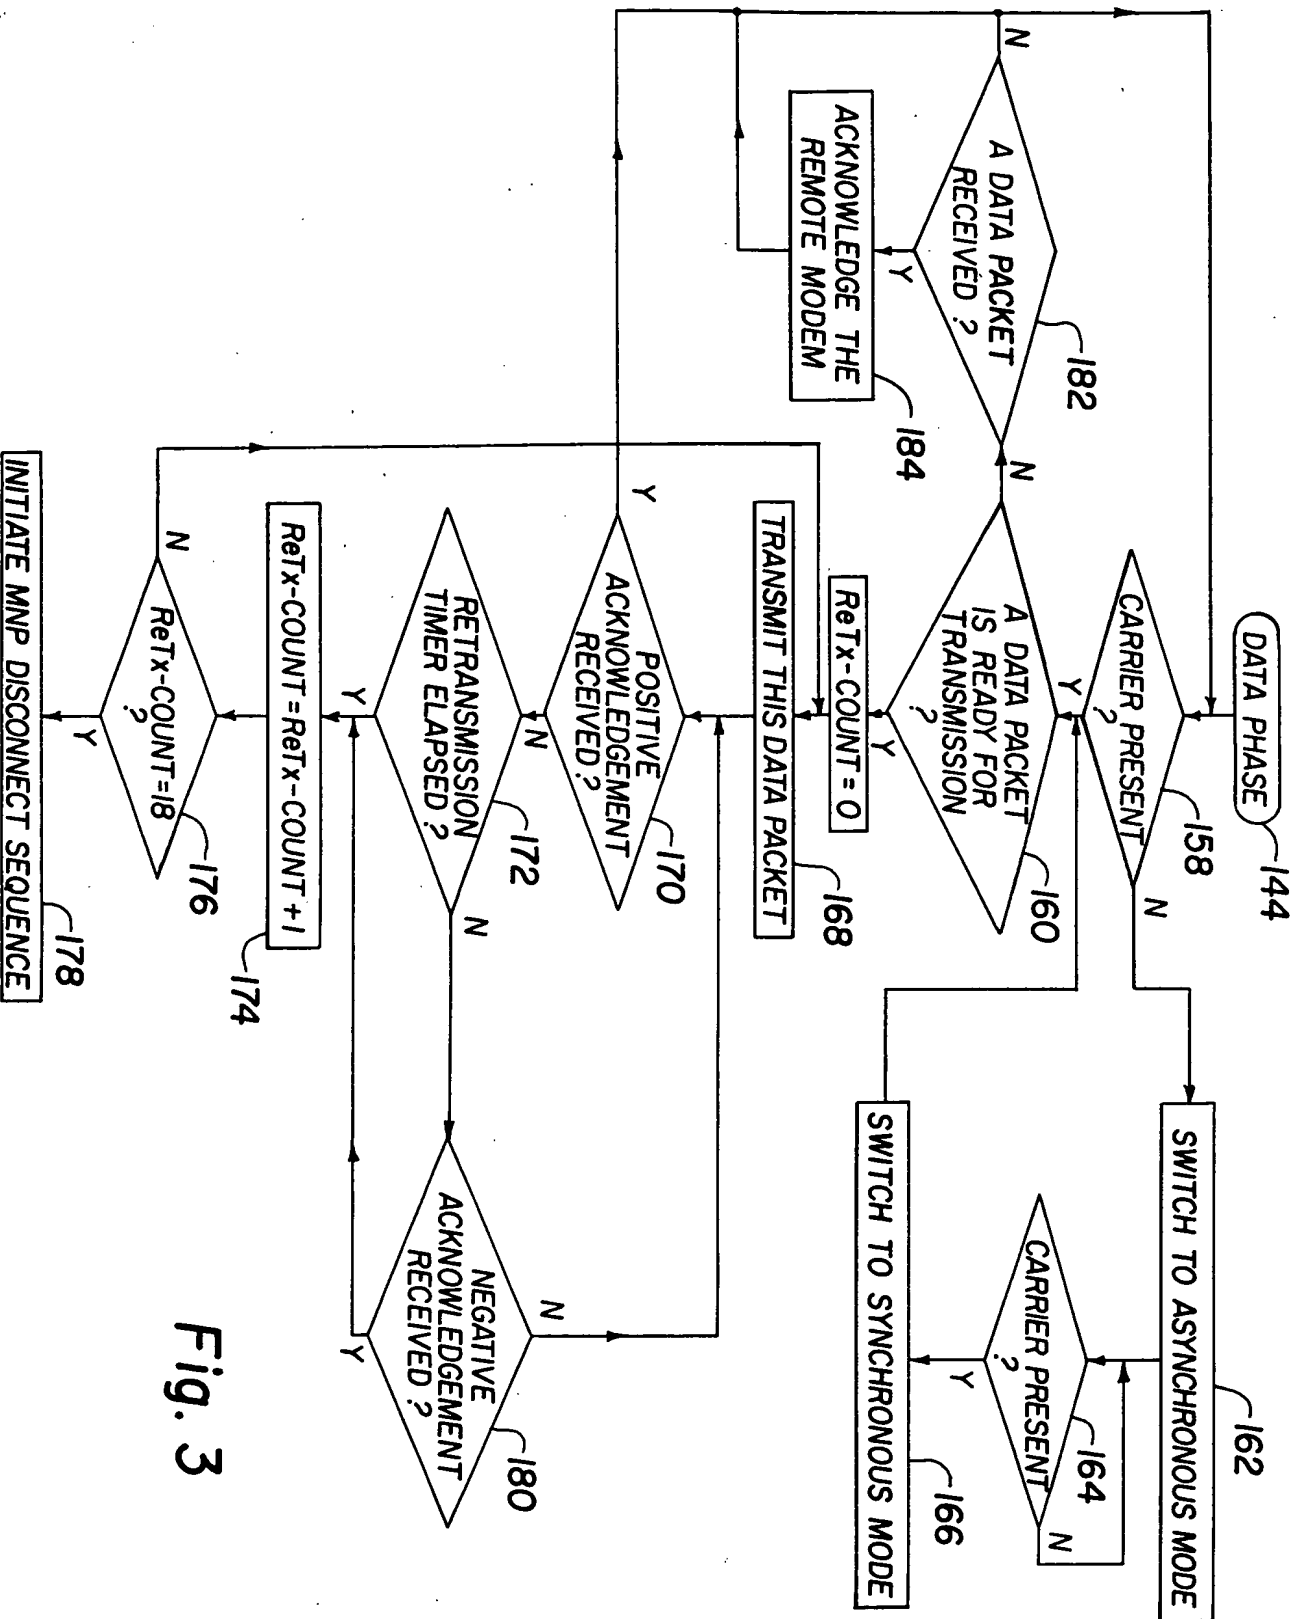 DATA PHASE
144
CARRIER PRESENT
?
158
N
Y
SWITCH TO ASYNCHRONOUS MODE
162
CARRIER PRESENT
?
164
N
Y
SWITCH TO SYNCHRONOUS MODE
166
A DATA PACKET
IS READY FOR
TRANSMISSION
?
160
N
Y
A DATA PACKET
RECEIVED ?
182
N
Y
ACKNOWLEDGE THE
REMOTE MODEM
184
ReTx-COUNT = 0
TRANSMIT THIS DATA PACKET
168
POSITIVE
ACKNOWLEDGEMENT
RECEIVED ?
170
Y
N
RETRANSMISSION
TIMER ELAPSED ?
172
N
Y
NEGATIVE
ACKNOWLEDGEMENT
RECEIVED ?
180
N
Y
ReTx-COUNT = ReTx-COUNT +1
174
ReTx-COUNT=18
?
176
N
Y
INITIATE MNP DISCONNECT SEQUENCE
178
Fig. 3